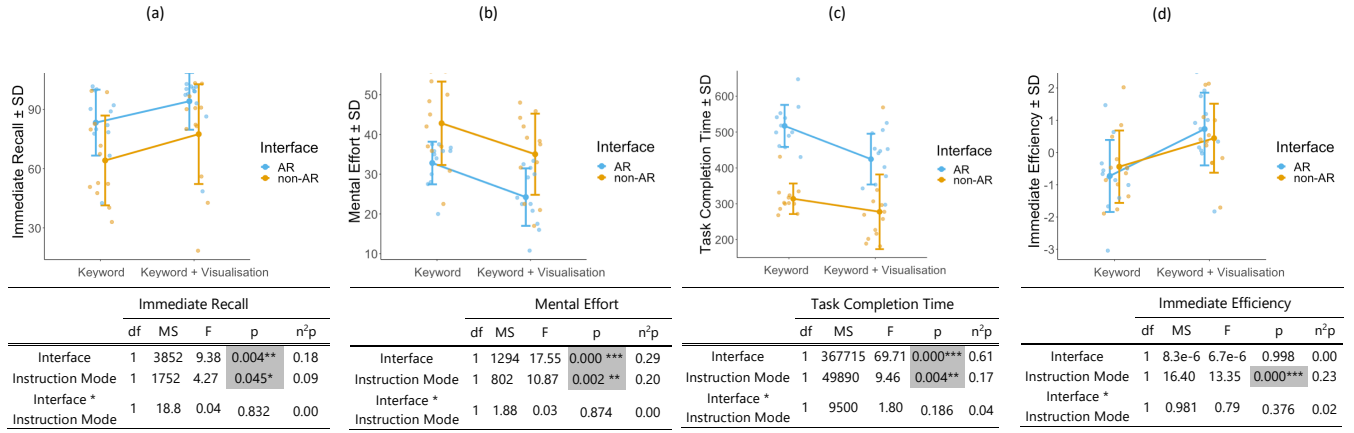 (a)
Immediate Recall ± SD
90
60
30
Keyword
Keyword + Visualisation
Interface
AR
non-AR
Immediate Recall
df MS F p n²p
Interface 1 3852 9.38 0.004** 0.18
Instruction Mode 1 1752 4.27 0.045* 0.09
Interface *
Instruction Mode 1 18.8 0.04 0.832 0.00
(b)
Mental Effort ± SD
50
40
30
20
10
Keyword
Keyword + Visualisation
Interface
AR
non-AR
Mental Effort
df MS F p n²p
Interface 1 1294 17.55 0.000 *** 0.29
Instruction Mode 1 802 10.87 0.002 ** 0.20
Interface *
Instruction Mode 1 1.88 0.03 0.874 0.00
(c)
Task Completion Time ± SD
600
500
400
300
200
Keyword
Keyword + Visualisation
Interface
AR
non-AR
Task Completion Time
df MS F p n²p
Interface 1 367715 69.71 0.000*** 0.61
Instruction Mode 1 49890 9.46 0.004** 0.17
Interface *
Instruction Mode 1 9500 1.80 0.186 0.04
(d)
Immediate Effciency ± SD
2
1
0
-1
-2
-3
Keyword
Keyword + Visualisation
Interface
AR
non-AR
Immediate Efficiency
df MS F p n²p
Interface 1 8.3e-6 6.7e-6 0.998 0.00
Instruction Mode 1 16.40 13.35 0.000*** 0.23
Interface *
Instruction Mode 1 0.981 0.79 0.376 0.02